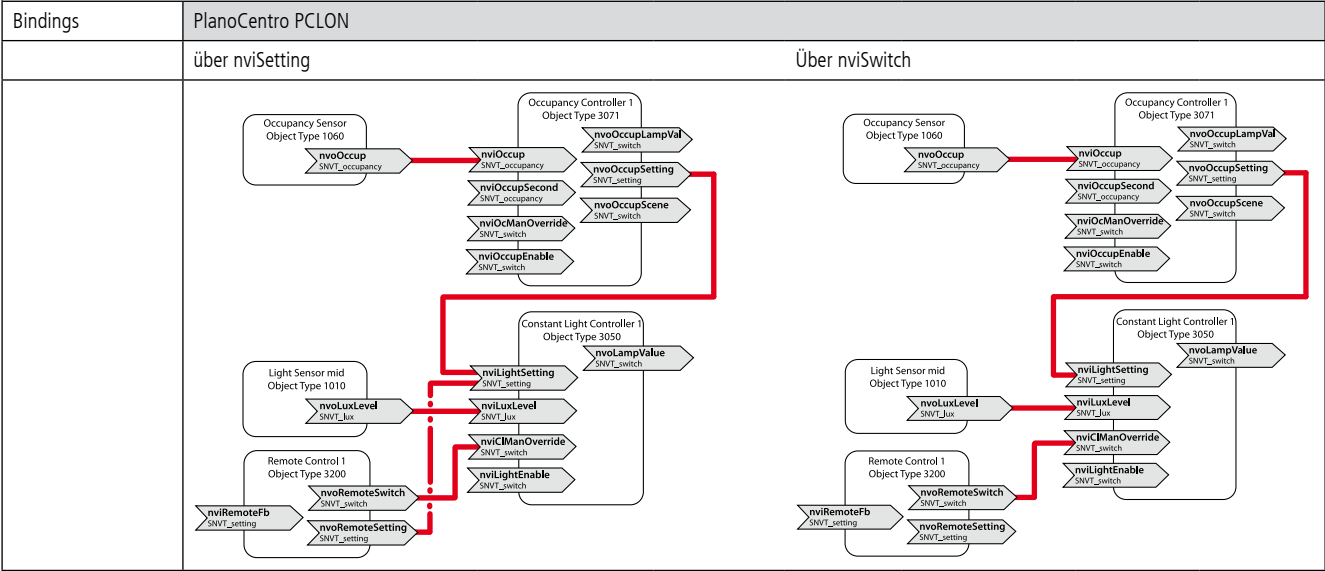 Bindings
PlanoCentro PCLON
über nviSetting
Über nviSwitch
Occupancy Sensor
Object Type 1060
nvoOccup
SNVT_occupancy
Occupancy Controller 1
Object Type 3071
nvoOccupLampVal
SNVT_switch
nviOccup
SNVT_occupancy
nvoOccupSetting
SNVT_setting
nviOccupSecond
SNVT_occupancy
nvoOccupScene
SNVT_switch
nviOcManOverride
SNVT_switch
nviOccupEnable
SNVT_switch
Constant Light Controller 1
Object Type 3050
nvoLampValue
SNVT_switch
Light Sensor mid
Object Type 1010
nvoLuxLevel
SNVT_lux
nviLightSetting
SNVT_setting
nviLuxLevel
SNVT_lux
nviClManOverride
SNVT_switch
nviLightEnable
SNVT_switch
Remote Control 1
Object Type 3200
nvoRemoteSwitch
SNVT_switch
nviRemoteFb
SNVT_setting
nvoRemoteSetting
SNVT_setting
Occupancy Sensor
Object Type 1060
nvoOccup
SNVT_occupancy
Occupancy Controller 1
Object Type 3071
nvoOccupLampVal
SNVT_switch
nviOccup
SNVT_occupancy
nvoOccupSetting
SNVT_setting
nviOccupSecond
SNVT_occupancy
nvoOccupScene
SNVT_switch
nviOcManOverride
SNVT_switch
nviOccupEnable
SNVT_switch
Constant Light Controller 1
Object Type 3050
nvoLampValue
SNVT_switch
Light Sensor mid
Object Type 1010
nvoLuxLevel
SNVT_lux
nviLightSetting
SNVT_setting
nviLuxLevel
SNVT_lux
nviClManOverride
SNVT_switch
nviLightEnable
SNVT_switch
Remote Control 1
Object Type 3200
nvoRemoteSwitch
SNVT_switch
nviRemoteFb
SNVT_setting
nvoRemoteSetting
SNVT_setting